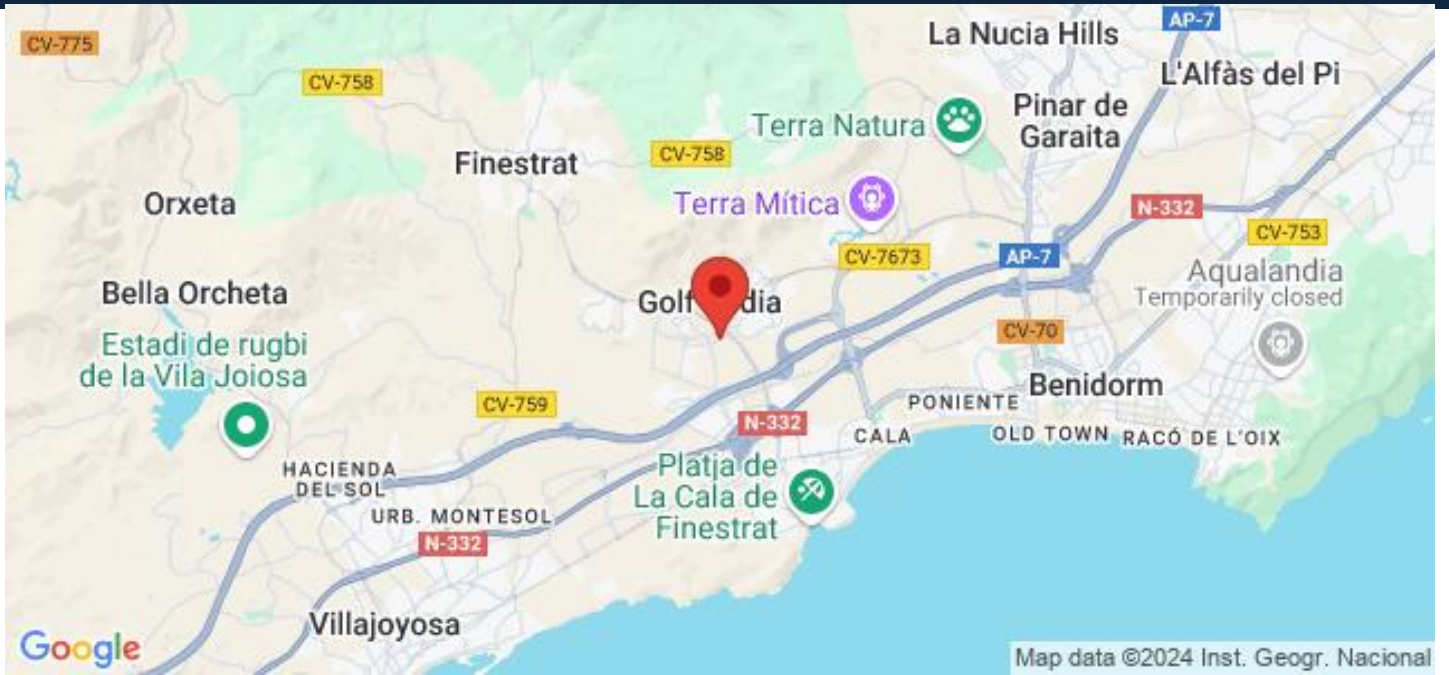 AP-7
La Nucia Hills
CV-775
L'Alfàs del Pi
CV-758
Pinar de
Garaita
Terra Natura
Finestrat
CV-758
Orxeta
Terra Mítica
N-332
CV-753
CV-7673
AP-7
Aqualandia
Temporarily closed
Bella Orcheta
Golf
dia
Estadi de rugbi
de la Vila Joiosa
CV-70
Benidorm
CV-759
PONIENTE
N-332
CALA
OLD TOWN
RACÓ DE L'OIX
HACIENDA
DEL SOL
Platja de
La Cala de
Finestrat
URB. MONTESOL
N-332
Villajoyosa
Google
Map data ©2024 Inst. Geogr. Nacional